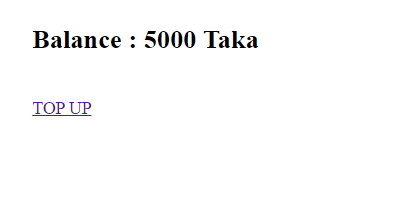 Balance : 5000 Taka
TOP UP